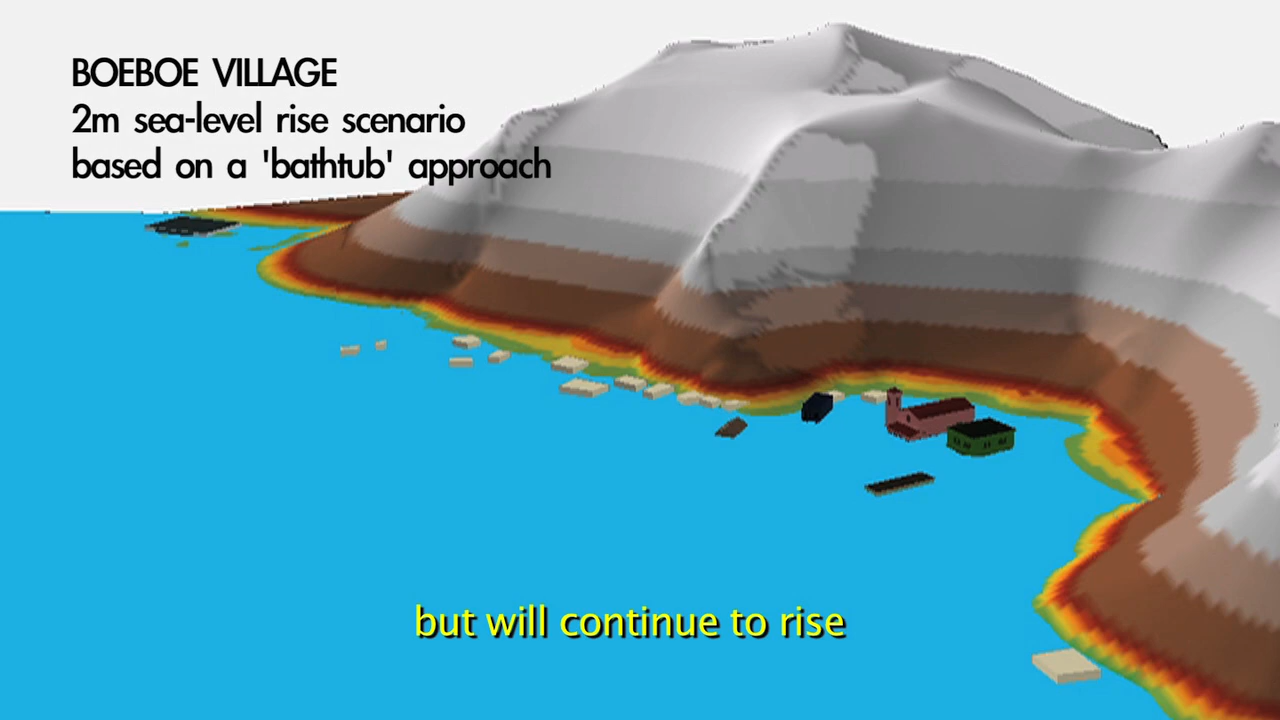 BOEBOE VILLAGE
2m sea-level rise scenario
based on a 'bathtub' approach
but will continue to rise